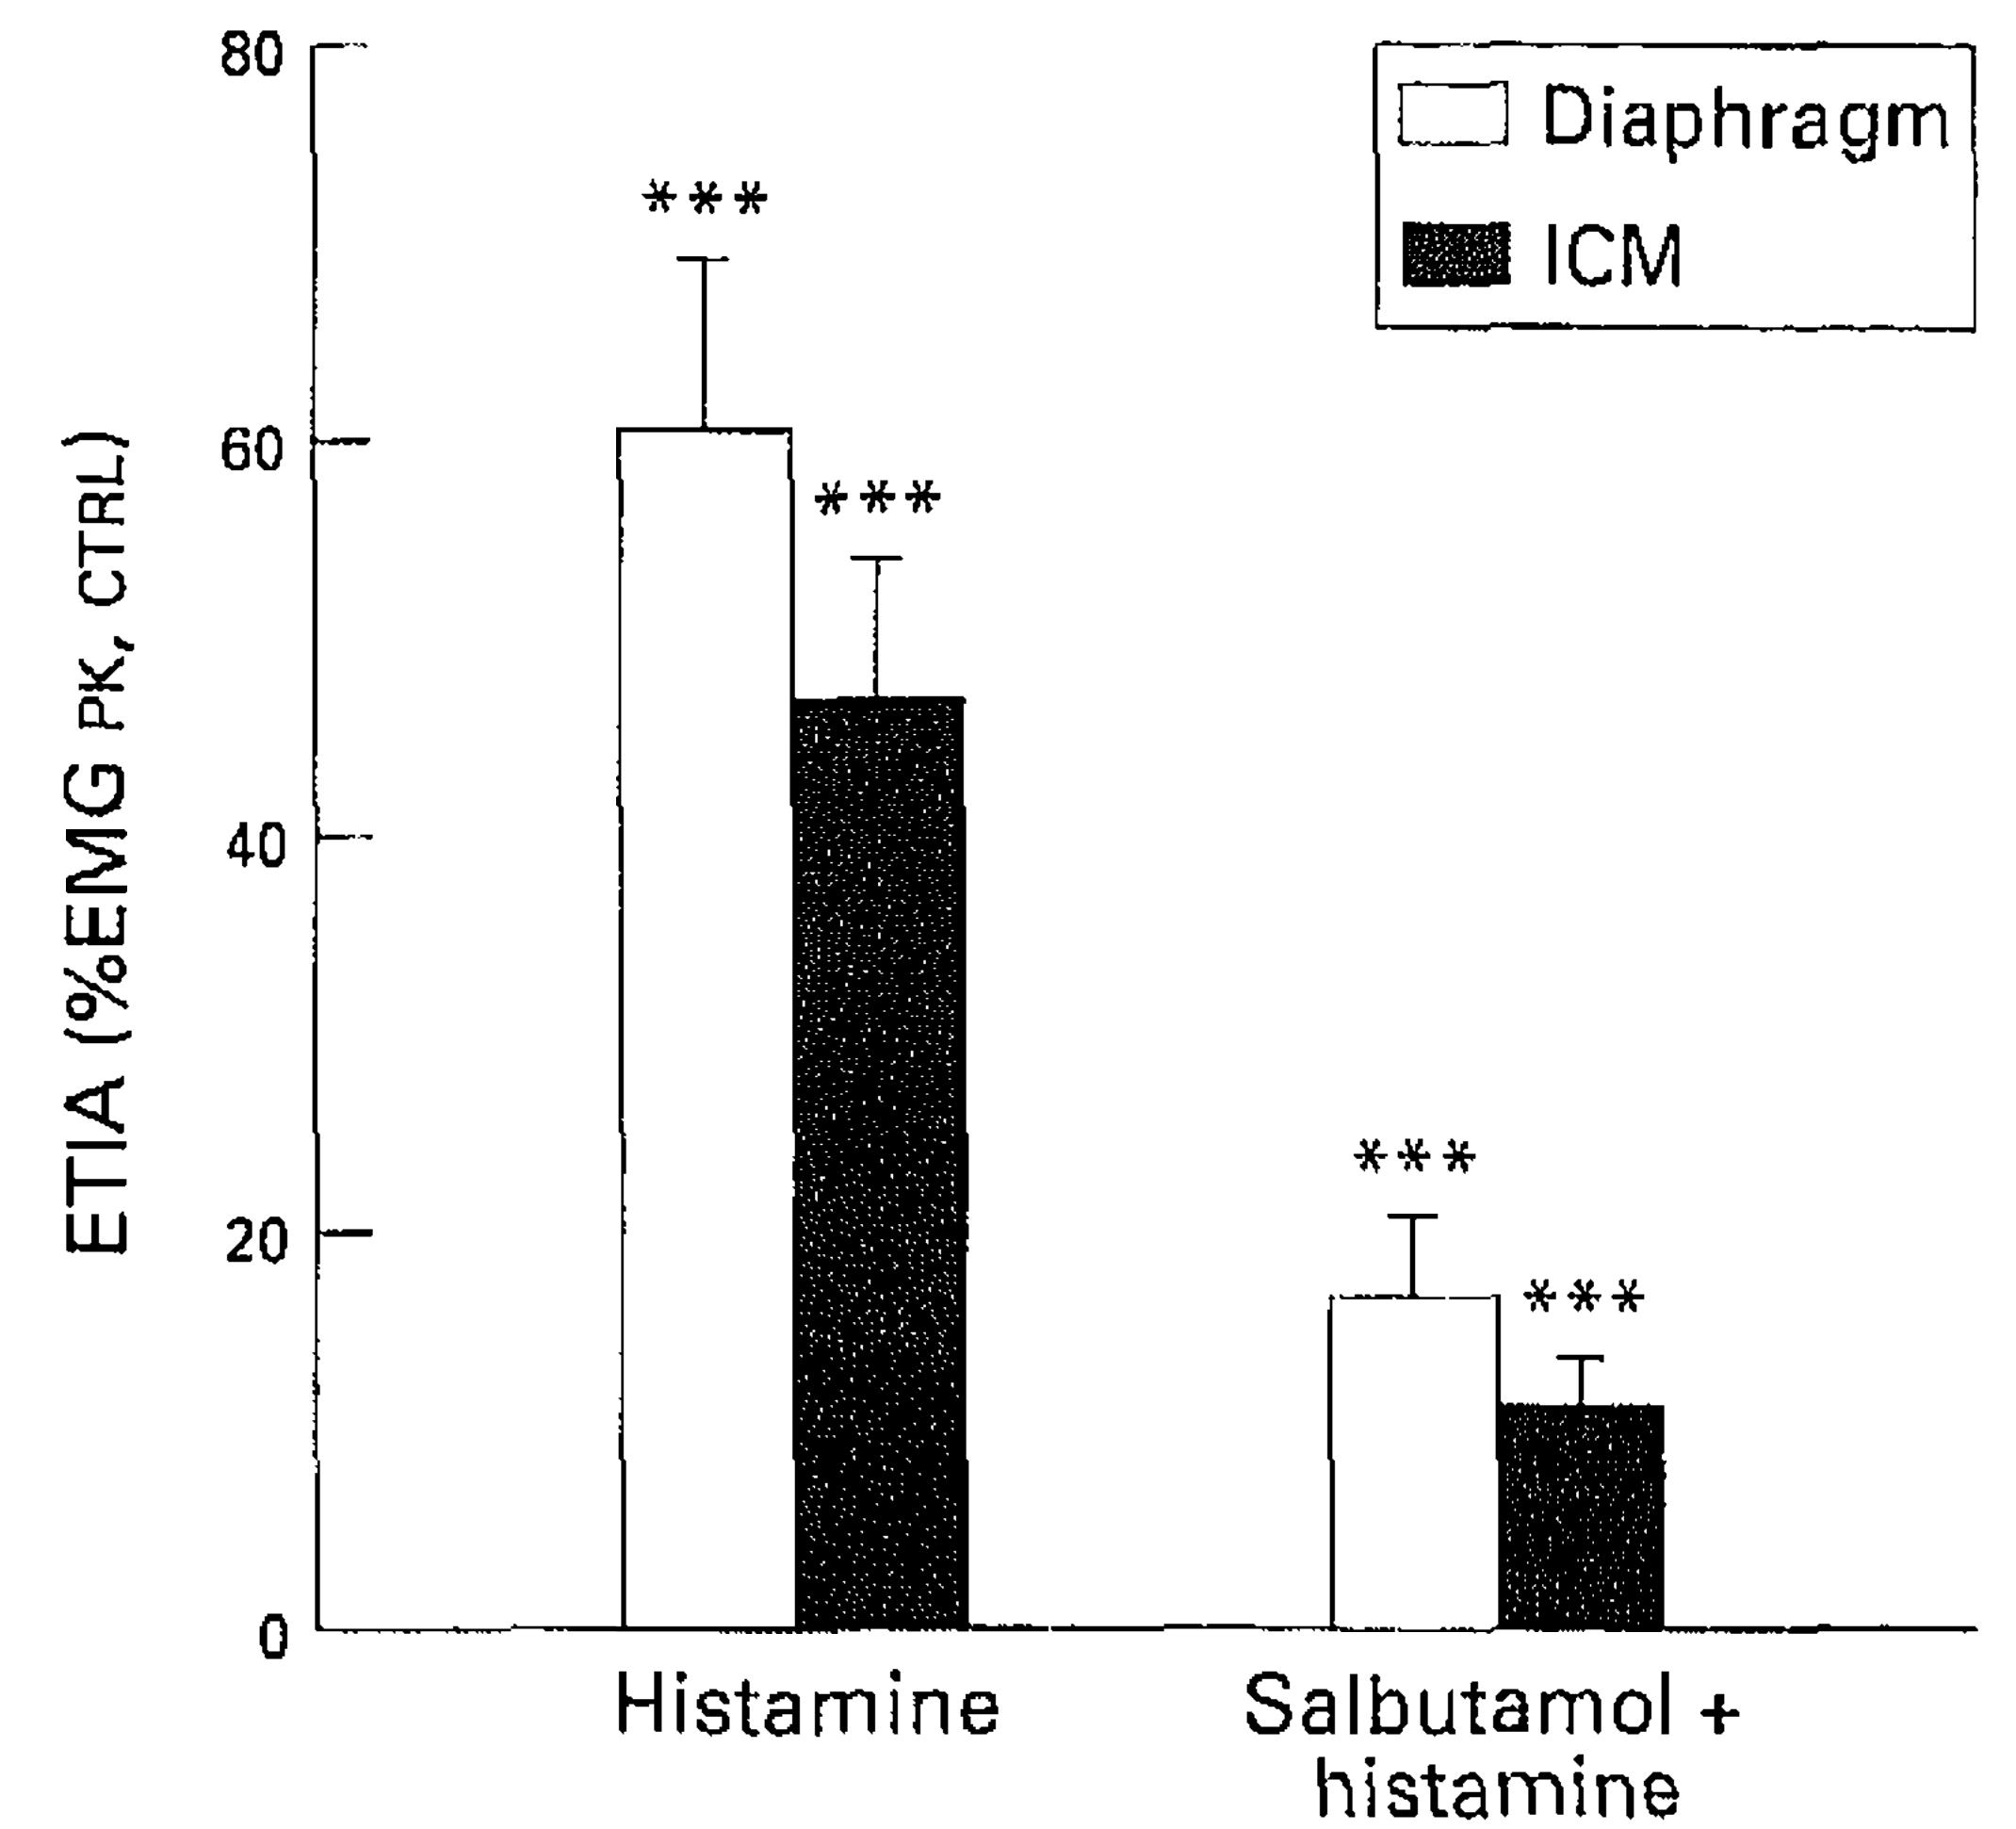 80
60
40
20
0
ETIA (%EMG PK, CTRL)
Diaphragm
ICM
***
***
***
***
Histamine
Salbutamol +
histamine